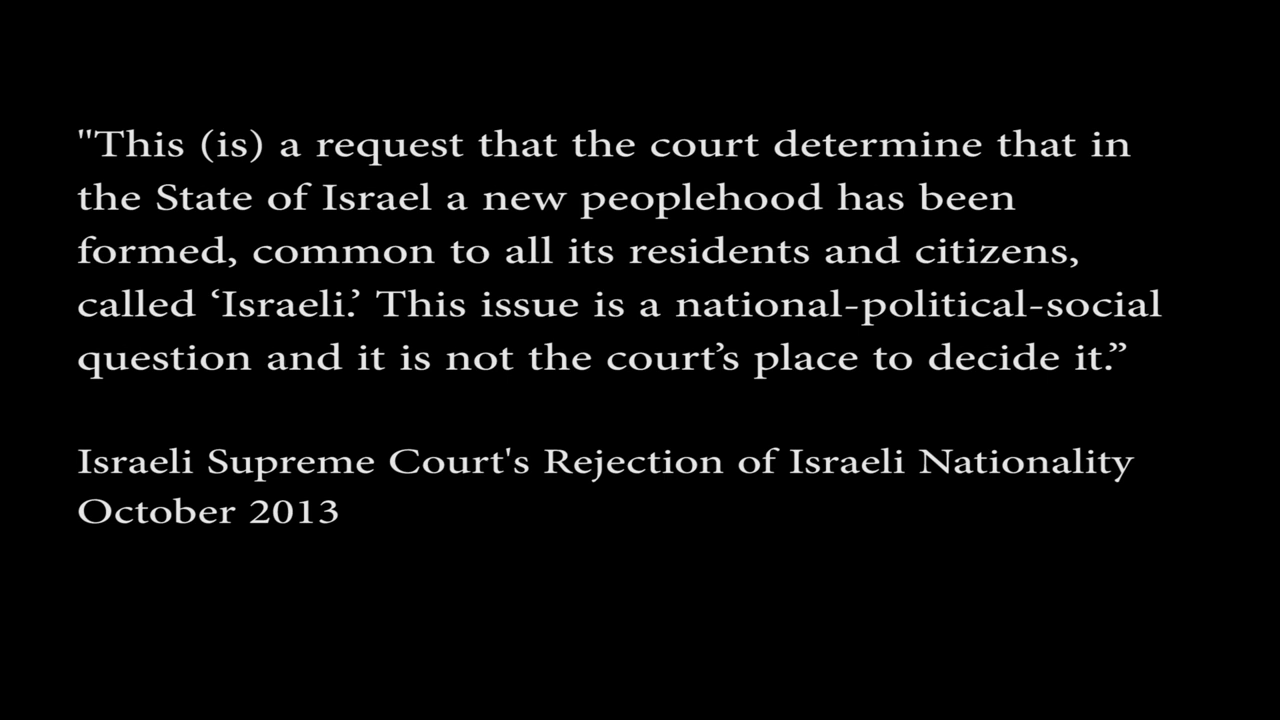 "This (is) a request that the court determine that in
the State of Israel a new peoplehood has been
formed, common to all its residents and citizens,
called ‘Israeli.’ This issue is a national-political-social
question and it is not the court’s place to decide it.”
Israeli Supreme Court's Rejection of Israeli Nationality
October 2013